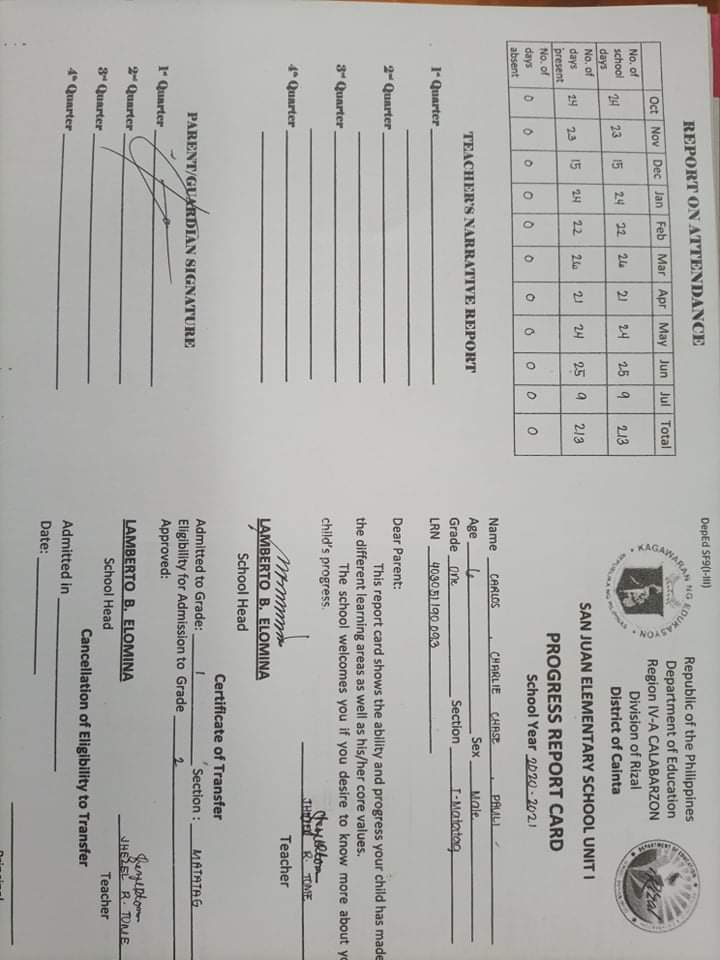 REPORT ON ATTENDANCE
Oct Nov Dec Jan Feb Mar Apr May Jun Jul Total
No. of school days 24 23 15 24 22 26 21 24 25 9 213
No. of days present 24 23 15 24 22 26 21 24 25 9 213
No. of days absent 0 0 0 0 0 0 0 0 0 0 0
TEACHER'S NARRATIVE REPORT
1st Quarter
2nd Quarter
3rd Quarter
4th Quarter
PARENT/GUARDIAN SIGNATURE
1st Quarter
2nd Quarter
3rd Quarter
4th Quarter
DepEd SF9(I-III)
KAGAWARAN NG EDUKASYON
Republic of the Philippines
Department of Education
Region IV-A CALABARZON
Division of Rizal
District of Cainta
DEPARTMENT OF EDUCATION
Rizal
SAN JUAN ELEMENTARY SCHOOL UNIT I
PROGRESS REPORT CARD
School Year 2020-2021
Name CARLOS , CHARLIE CHASE , PAULI
Age 6 Sex Male
Grade One Section I-Matatag
LRN 403051190093
Dear Parent:
This report card shows the ability and progress your child has made
the different learning areas as well as his/her core values.
The school welcomes you if you desire to know more about
child's progress.
JHEZEL R. TUNE
Teacher
LAMBERTO B. ELOMINA
School Head
Certificate of Transfer
Admitted to Grade: 1 Section: MATATAG
Eligibility for Admission to Grade 2
Approved:
JHEZEL R. TUNE
LAMBERTO B. ELOMINA Teacher
School Head
Cancellation of Eligibility to Transfer
Admitted in
Date:
Principal